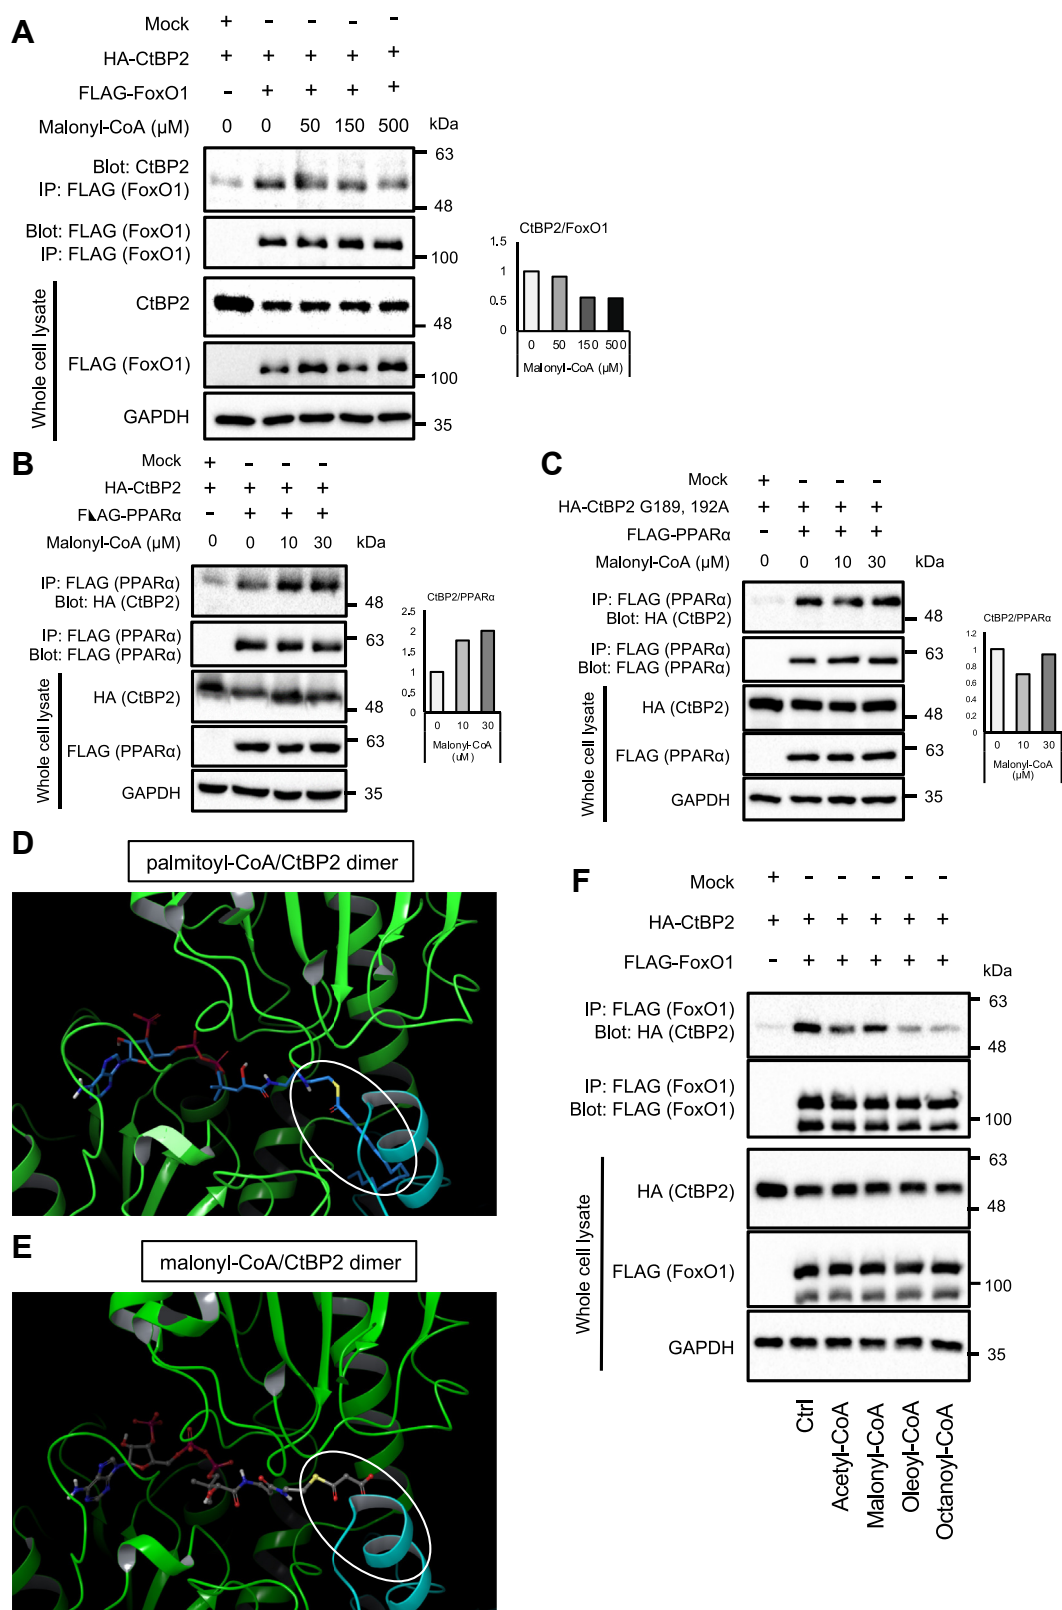 A
Mock + - - - -
HA-CtBP2 + + + + +
FLAG-FoxO1 - + + + +
Malonyl-CoA (µM) 0 0 50 150 500 kDa
Blot: CtBP2
IP: FLAG (FoxO1)
63
48
Blot: FLAG (FoxO1)
IP: FLAG (FoxO1)
100
Whole cell lysate
CtBP2
48
FLAG (FoxO1)
100
GAPDH
35
CtBP2/FoxO1
1.5
1
0.5
0
0 50 150 500
Malonyl-CoA (µM)
B
Mock + - - -
HA-CtBP2 + + + +
FLAG-PPARα - + + +
Malonyl-CoA (µM) 0 0 10 30 kDa
IP: FLAG (PPARα)
Blot: HA (CtBP2)
48
IP: FLAG (PPARα)
Blot: FLAG (PPARα)
63
Whole cell lysate
HA (CtBP2)
48
FLAG (PPARα)
63
GAPDH
35
CtBP2/PPARα
2.5
2
1.5
1
0.5
0
0 10 30
Malonyl-CoA
(uM)
C
Mock + - - -
HA-CtBP2 G189, 192A + + + +
FLAG-PPARα - + + +
Malonyl-CoA (µM) 0 0 10 30 kDa
IP: FLAG (PPARα)
Blot: HA (CtBP2)
48
IP: FLAG (PPARα)
Blot: FLAG (PPARα)
63
Whole cell lysate
HA (CtBP2)
48
FLAG (PPARα)
63
GAPDH
35
CtBP2/PPARα
1.2
1
0.8
0.6
0.4
0.2
0
0 10 30
Malonyl-CoA
(µM)
D
palmitoyl-CoA/CtBP2 dimer
E
malonyl-CoA/CtBP2 dimer
F
Mock + - - - - -
HA-CtBP2 + + + + + +
FLAG-FoxO1 - + + + + +
kDa
IP: FLAG (FoxO1)
Blot: HA (CtBP2)
63
48
IP: FLAG (FoxO1)
Blot: FLAG (FoxO1)
100
Whole cell lysate
HA (CtBP2)
63
48
FLAG (FoxO1)
100
GAPDH
35
Ctrl
Acetyl-CoA
Malonyl-CoA
Oleoyl-CoA
Octanoyl-CoA